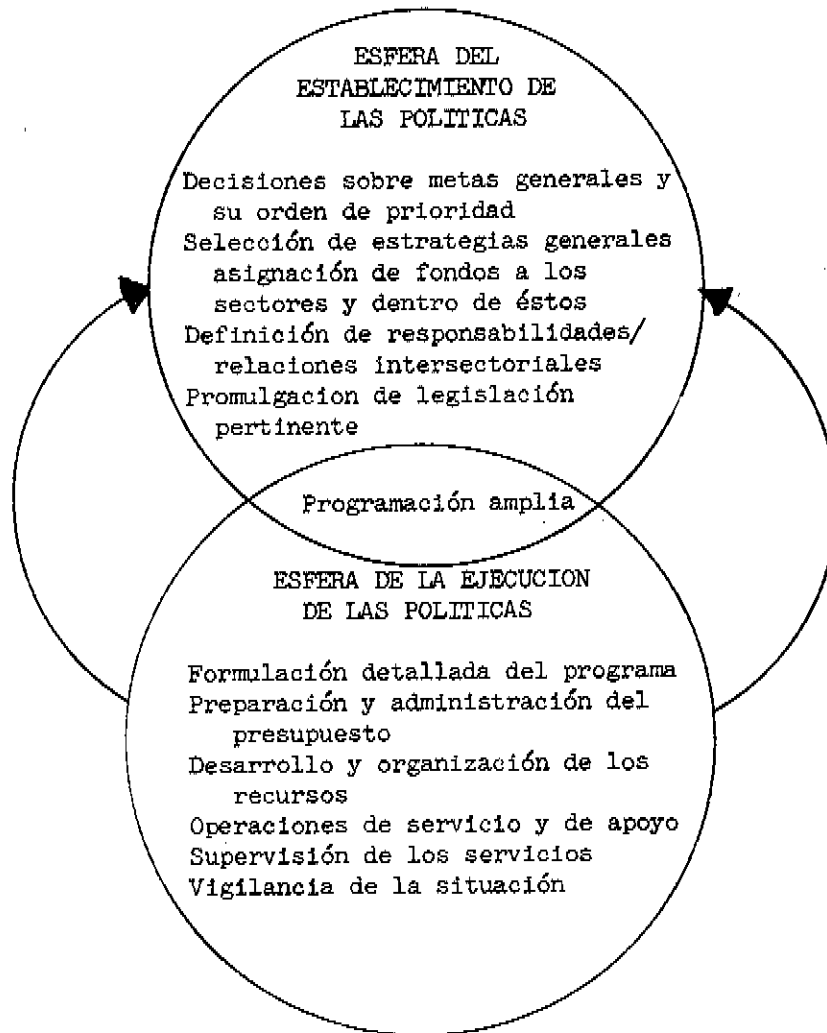 ESFERA DEL
ESTABLECIMIENTO DE
LAS POLITICAS
Decisiones sobre metas generales y
su orden de prioridad
Selección de estrategias generales
asignación de fondos a los
sectores y dentro de éstos
Definición de responsabilidades/
relaciones intersectoriales
Promulgacion de legislación
pertinente
Programación amplia
ESFERA DE LA EJECUCION
DE LAS POLITICAS
Formulación detallada del programa
Preparación y administración del
presupuesto
Desarrollo y organización de los
recursos
Operaciones de servicio y de apoyo
Supervisión de los servicios
Vigilancia de la situación